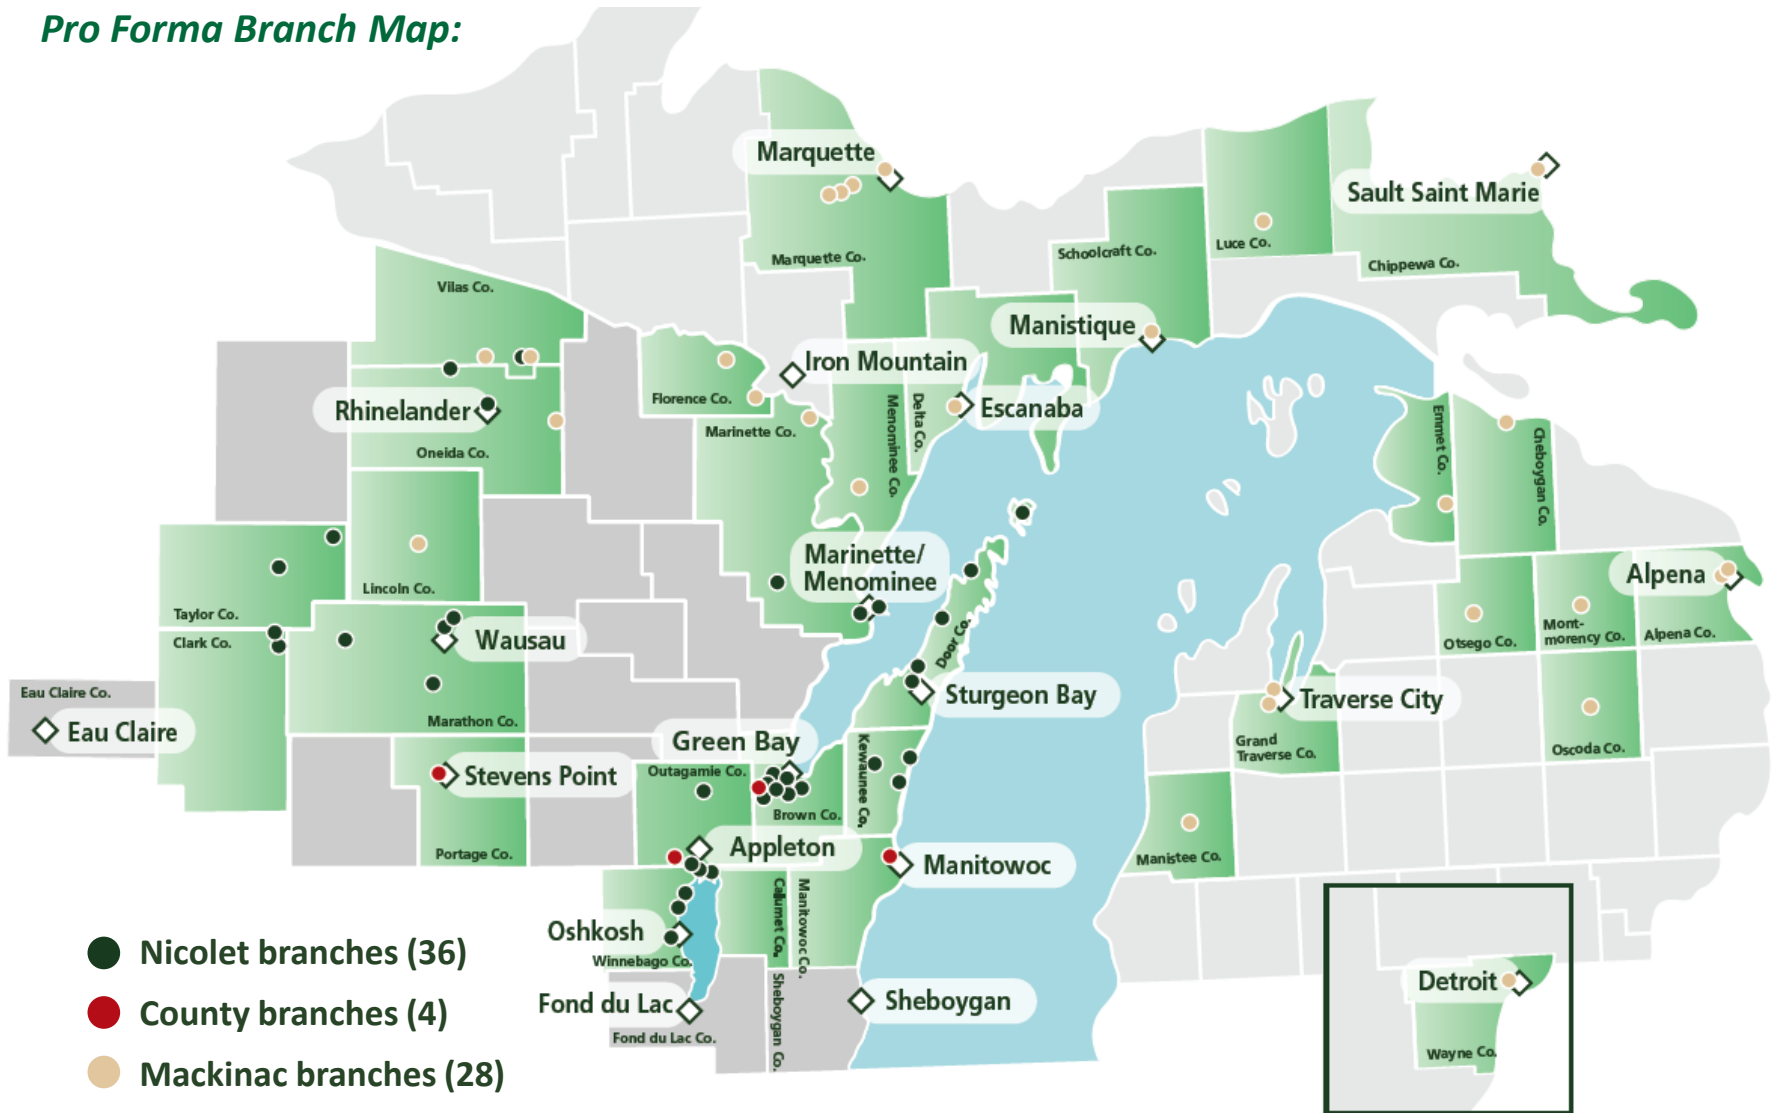 Pro Forma Branch Map:
Marquette
Sault Saint Marie
Marquette Co.
Schoolcraft Co.
Luce Co.
Chippewa Co.
Vilas Co.
Manistique
Iron Mountain
Florence Co.
Rhinelander
Escanaba
Marinette Co.
Menominee Co.
Delta Co.
Emmet Co.
Cheboygan Co.
Oneida Co.
Marinette/
Menominee
Alpena
Lincoln Co.
Taylor Co.
Clark Co.
Wausau
Door Co.
Otsego Co.
Mont-
morency Co.
Alpena Co.
Eau Claire Co.
Eau Claire
Marathon Co.
Sturgeon Bay
Traverse City
Green Bay
Grand
Traverse Co.
Oscoda Co.
Stevens Point
Outagamie Co.
Kewaunee Co.
Brown Co.
Portage Co.
Appleton
Manitowoc
Manistee Co.
Calumet Co.
Manitowoc Co.
Oshkosh
Winnebago Co.
Fond du Lac
Fond du Lac Co.
Sheboygan Co.
Sheboygan
Detroit
Wayne Co.
Nicolet branches (36)
County branches (4)
Mackinac branches (28)